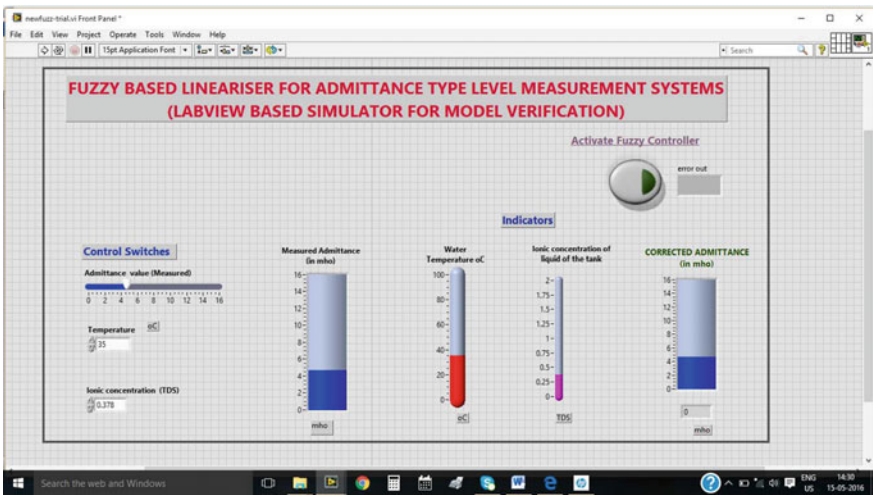 newfuzz-trial.vi Front Panel *
File Edit View Project Operate Tools Window Help
15pt Application Font
Search
FUZZY BASED LINEARISER FOR ADMITTANCE TYPE LEVEL MEASUREMENT SYSTEMS
(LABVIEW BASED SIMULATOR FOR MODEL VERIFICATION)
Activate Fuzzy Controller
error out
Indicators
Control Switches
Admittance value (Measured)
0 2 4 6 8 10 12 14 16
Temperature oC
35
Ionic concentration (TDS)
0.378
Measured Admittance
(in mho)
16
14
12
10
8
6
4
2
0
mho
Water
Temperature oC
100
80
60
40
20
0
oC
Ionic concentration of
liquid of the tank
2
1.75
1.5
1.25
1
0.75
0.5
0.25
0
TDS
CORRECTED ADMITTANCE
(in mho)
16
14
12
10
8
6
4
2
0
0
mho
Search the web and Windows
ENG
US
14:30
15-05-2016